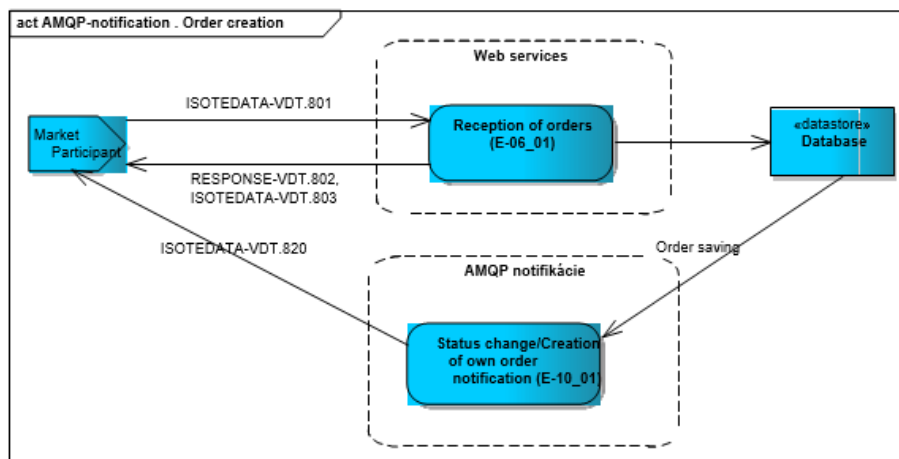 act AMQP-notification . Order creation
Web services
ISOTEDATA-VDT.801
Market
Participant
Reception of orders
(E-06_01)
«datastore»
Database
RESPONSE-VDT.802,
ISOTEDATA-VDT.803
ISOTEDATA-VDT.820
Order saving
AMQP notifikácie
Status change/Creation
of own order
notification (E-10_01)